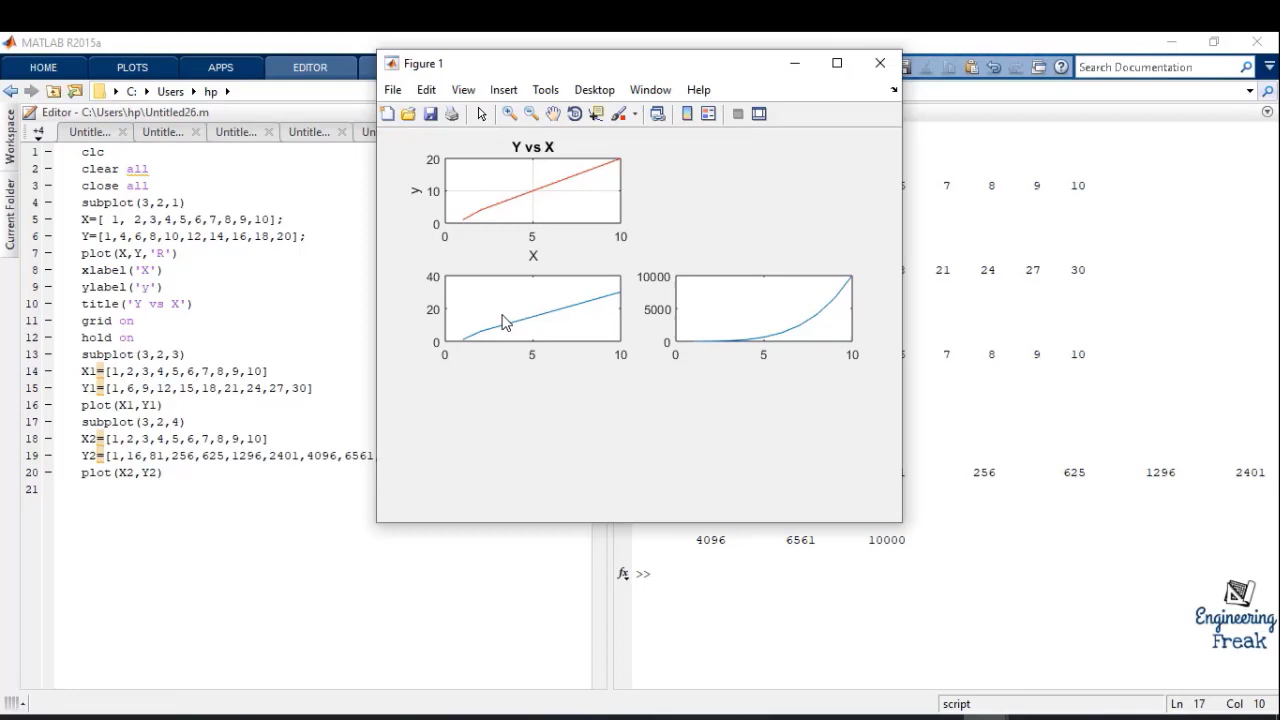 MATLAB R2015a
HOME PLOTS APPS EDITOR
Search Documentation
C: Users hp
Editor - C:\Users\hp\Untitled26.m
+4 Untitle... Untitle... Untitle... Untitle... Un
Workspace
Current Folder
1 clc
2 clear all
3 close all
4 subplot(3,2,1)
5 X=[ 1, 2,3,4,5,6,7,8,9,10];
6 Y=[1,4,6,8,10,12,14,16,18,20];
7 plot(X,Y,'R')
8 xlabel('X')
9 ylabel('y')
10 title('Y vs X')
11 grid on
12 hold on
13 subplot(3,2,3)
14 X1=[1,2,3,4,5,6,7,8,9,10]
15 Y1=[1,6,9,12,15,18,21,24,27,30]
16 plot(X1,Y1)
17 subplot(3,2,4)
18 X2=[1,2,3,4,5,6,7,8,9,10]
19 Y2=[1,16,81,256,625,1296,2401,4096,6561,
20 plot(X2,Y2)
21
Figure 1
File Edit View Insert Tools Desktop Window Help
Y vs X
20
10
0
y
0 5 10
X
40
20
0
0 5 10
10000
5000
0
0 5 10
7 8 9 10
21 24 27 30
7 8 9 10
256 625 1296 2401
4096 6561 10000
fx >>
Engineering
Freak
script Ln 17 Col 10